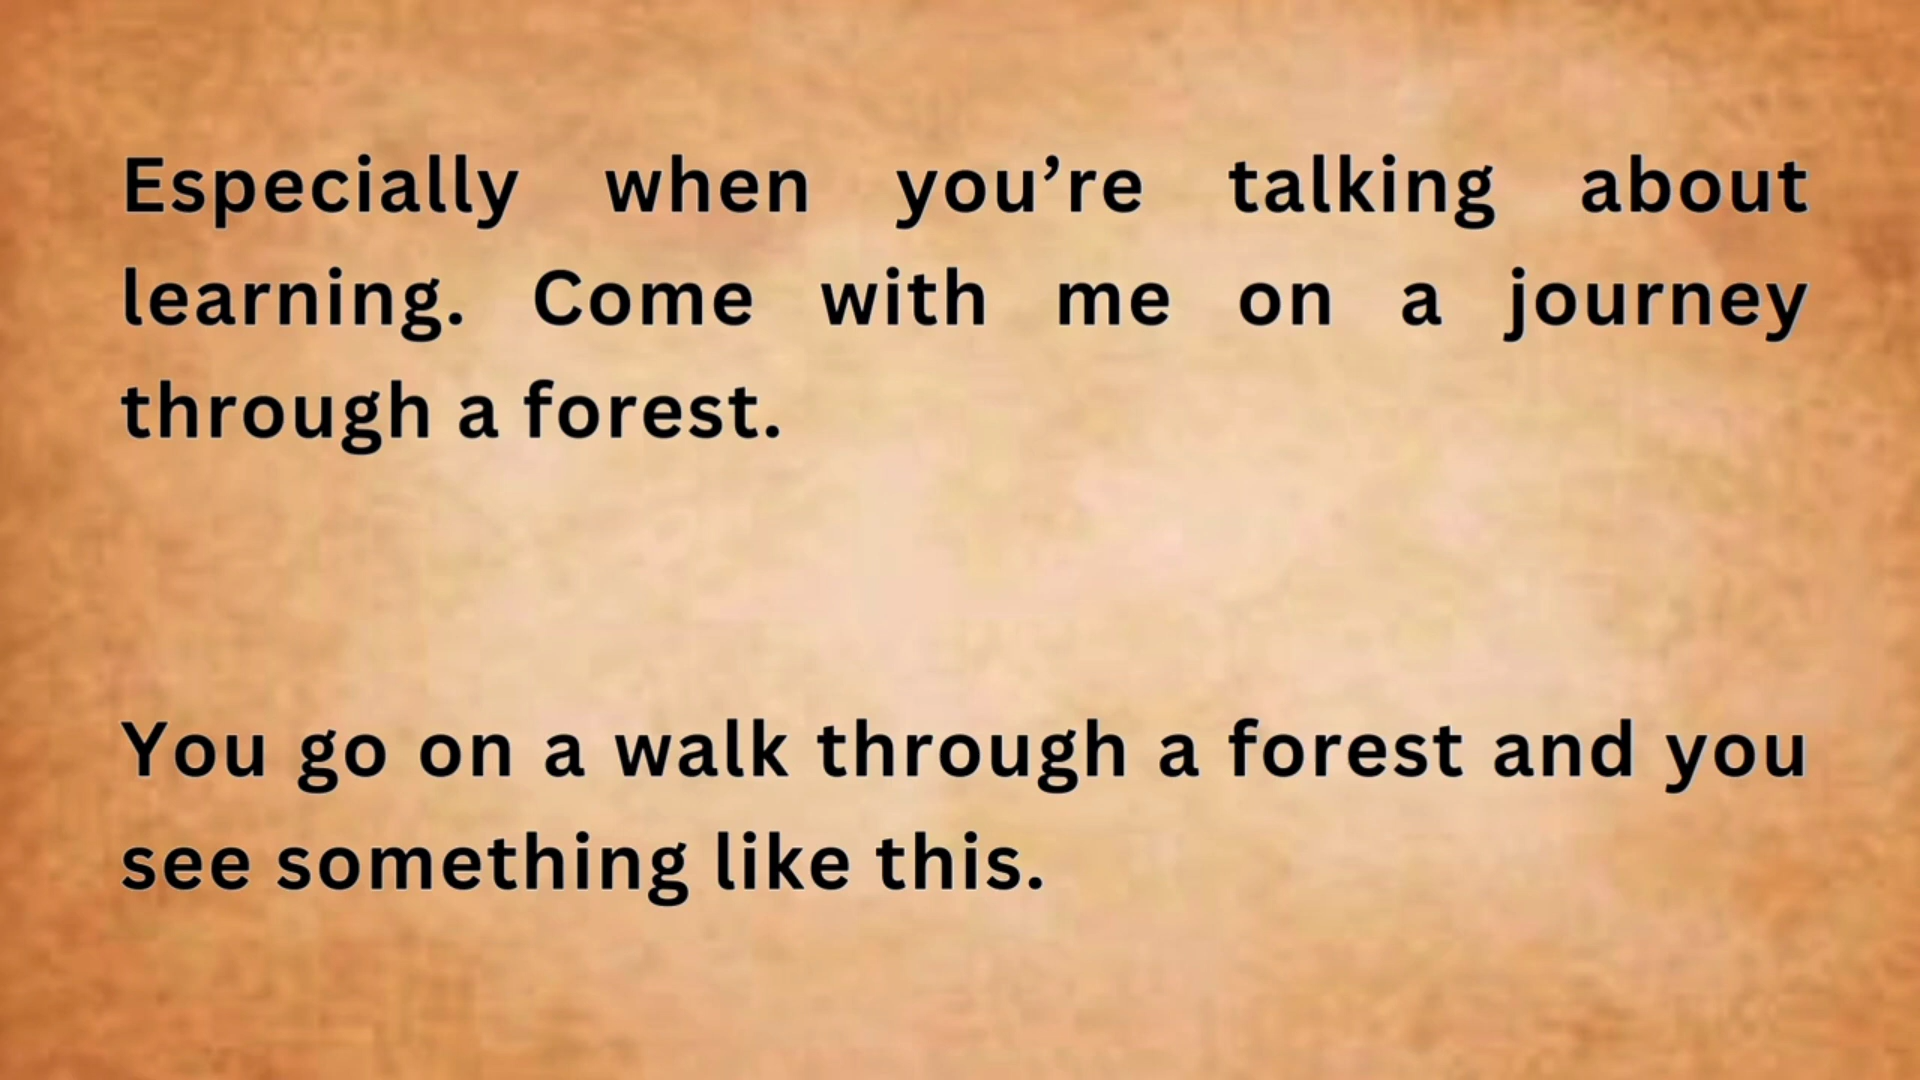 Especially when you’re talking about
learning. Come with me on a journey
through a forest.
You go on a walk through a forest and you
see something like this.